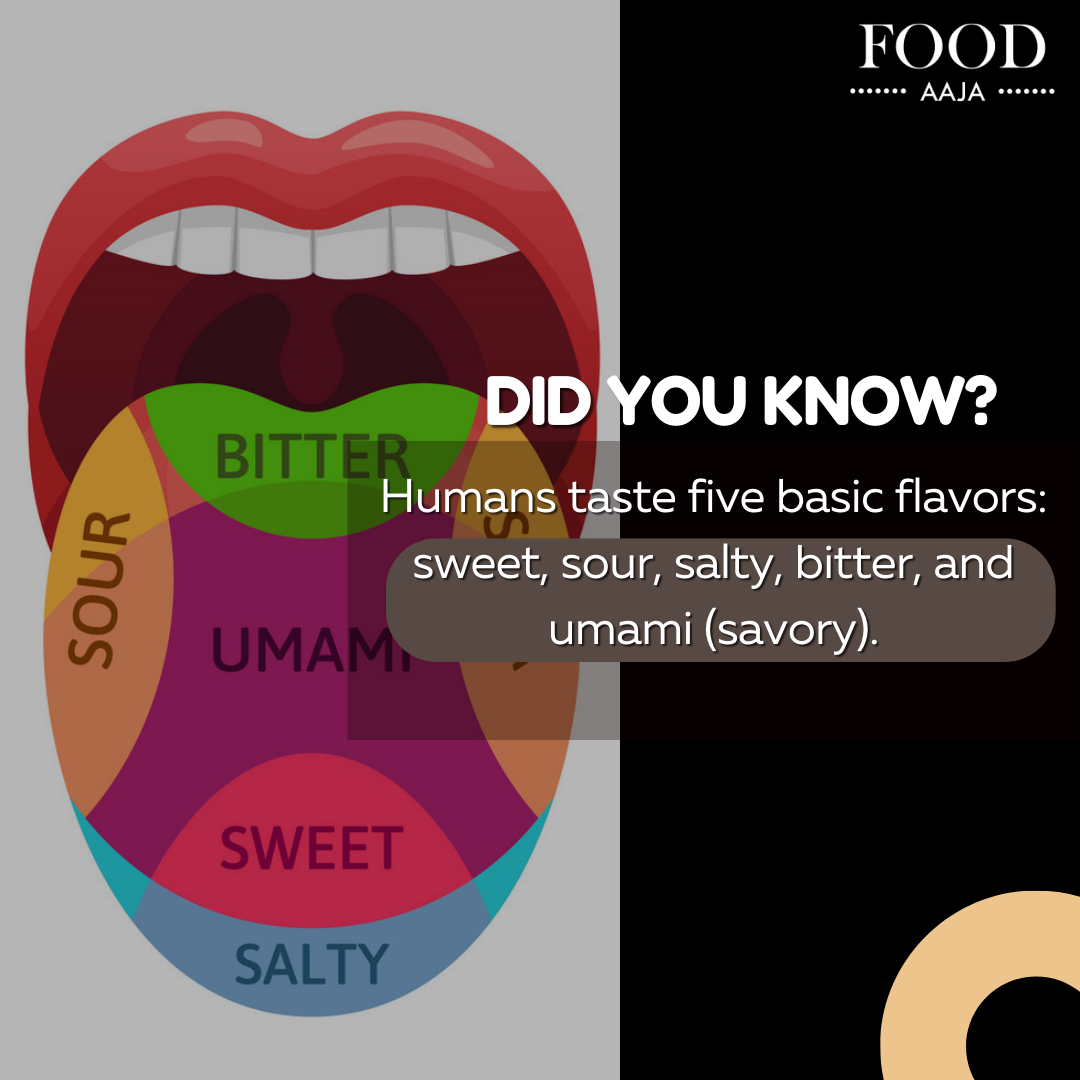 FOOD
AAJA
DID YOU KNOW?
Humans taste five basic flavors:
sweet, sour, salty, bitter, and
umami (savory).
BITTER
SOUR
UMAMI
SWEET
SALTY